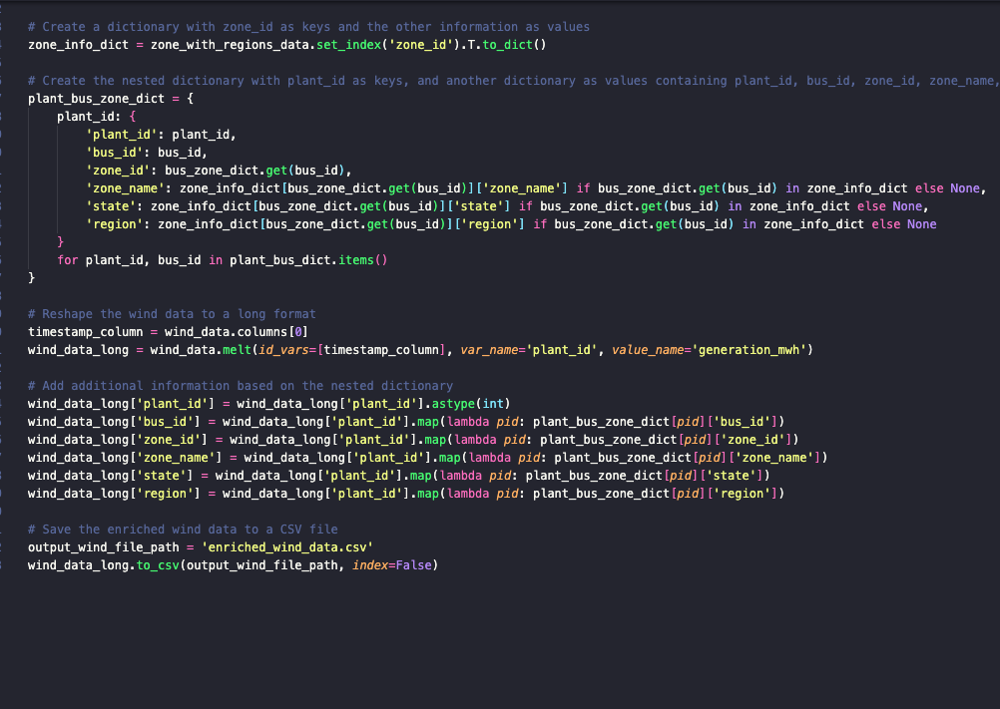 # Create a dictionary with zone_id as keys and the other information as values
zone_info_dict = zone_with_regions_data.set_index('zone_id').T.to_dict()
# Create the nested dictionary with plant_id as keys, and another dictionary as values containing plant_id, bus_id, zone_id, zone_name,
plant_bus_zone_dict = {
    plant_id: {
        'plant_id': plant_id,
        'bus_id': bus_id,
        'zone_id': bus_zone_dict.get(bus_id),
        'zone_name': zone_info_dict[bus_zone_dict.get(bus_id)]['zone_name'] if bus_zone_dict.get(bus_id) in zone_info_dict else None,
        'state': zone_info_dict[bus_zone_dict.get(bus_id)]['state'] if bus_zone_dict.get(bus_id) in zone_info_dict else None,
        'region': zone_info_dict[bus_zone_dict.get(bus_id)]['region'] if bus_zone_dict.get(bus_id) in zone_info_dict else None
    }
    for plant_id, bus_id in plant_bus_dict.items()
}
# Reshape the wind data to a long format
timestamp_column = wind_data.columns[0]
wind_data_long = wind_data.melt(id_vars=[timestamp_column], var_name='plant_id', value_name='generation_mwh')
# Add additional information based on the nested dictionary
wind_data_long['plant_id'] = wind_data_long['plant_id'].astype(int)
wind_data_long['bus_id'] = wind_data_long['plant_id'].map(lambda pid: plant_bus_zone_dict[pid]['bus_id'])
wind_data_long['zone_id'] = wind_data_long['plant_id'].map(lambda pid: plant_bus_zone_dict[pid]['zone_id'])
wind_data_long['zone_name'] = wind_data_long['plant_id'].map(lambda pid: plant_bus_zone_dict[pid]['zone_name'])
wind_data_long['state'] = wind_data_long['plant_id'].map(lambda pid: plant_bus_zone_dict[pid]['state'])
wind_data_long['region'] = wind_data_long['plant_id'].map(lambda pid: plant_bus_zone_dict[pid]['region'])
# Save the enriched wind data to a CSV file
output_wind_file_path = 'enriched_wind_data.csv'
wind_data_long.to_csv(output_wind_file_path, index=False)